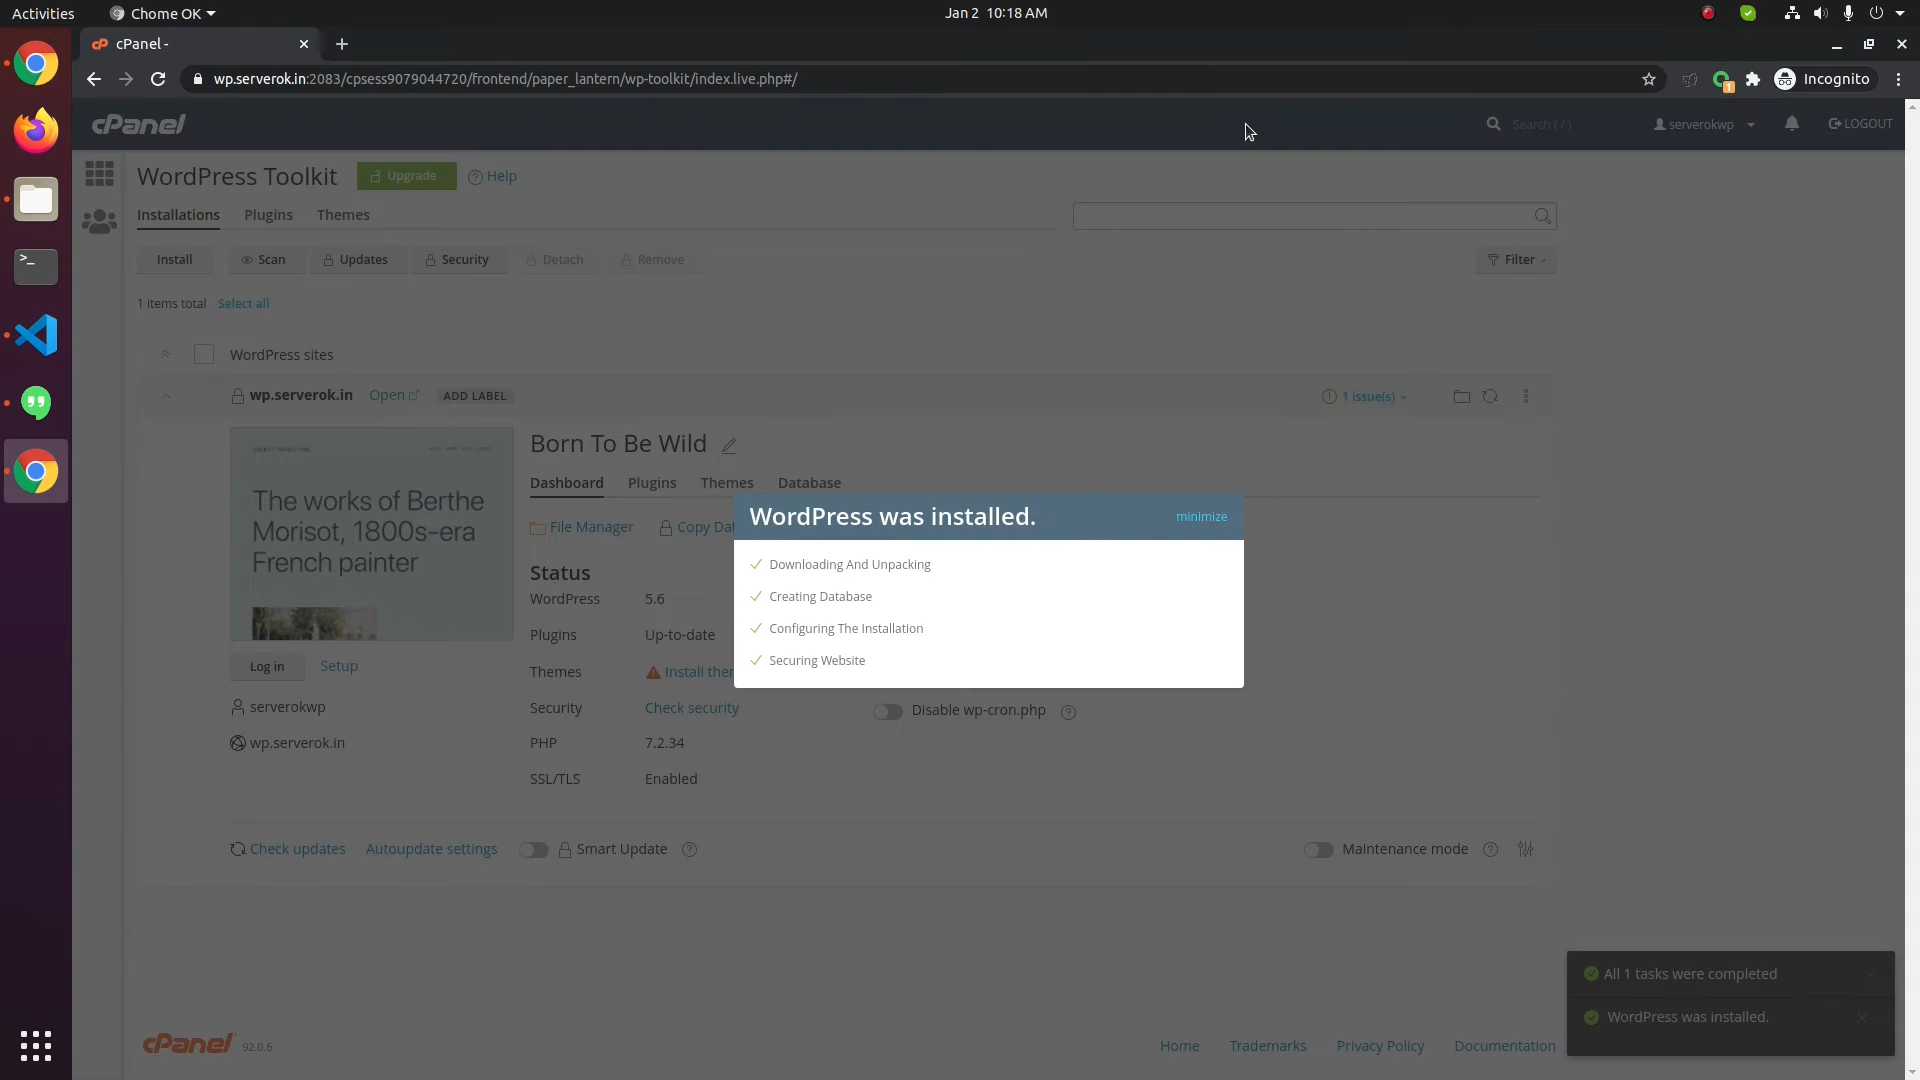 Activities
Chome OK
Jan 2 10:18 AM
cPanel -
wp.serverok.in:2083/cpsess9079044720/frontend/paper_lantern/wp-toolkit/index.live.php#/
1
Incognito
cPanel
Search ( / )
serverokwp
LOGOUT
WordPress Toolkit
Upgrade
Help
Installations
Plugins
Themes
Install
Scan
Updates
Security
Detach
Remove
Filter
1 items total
Select all
WordPress sites
wp.serverok.in
Open
ADD LABEL
1 issue(s)
The works of Berthe
Morisot, 1800s-era
French painter
Born To Be Wild
Dashboard
Plugins
Themes
Database
File Manager
Copy Dat
WordPress was installed.
minimize
Downloading And Unpacking
Creating Database
Configuring The Installation
Securing Website
Status
WordPress
5.6
Plugins
Up-to-date
Themes
Install ther
Security
Check security
PHP
7.2.34
SSL/TLS
Enabled
Disable wp-cron.php
Log in
Setup
serverokwp
wp.serverok.in
Check updates
Autoupdate settings
Smart Update
Maintenance mode
All 1 tasks were completed
WordPress was installed.
cPanel
92.0.6
Home
Trademarks
Privacy Policy
Documentation